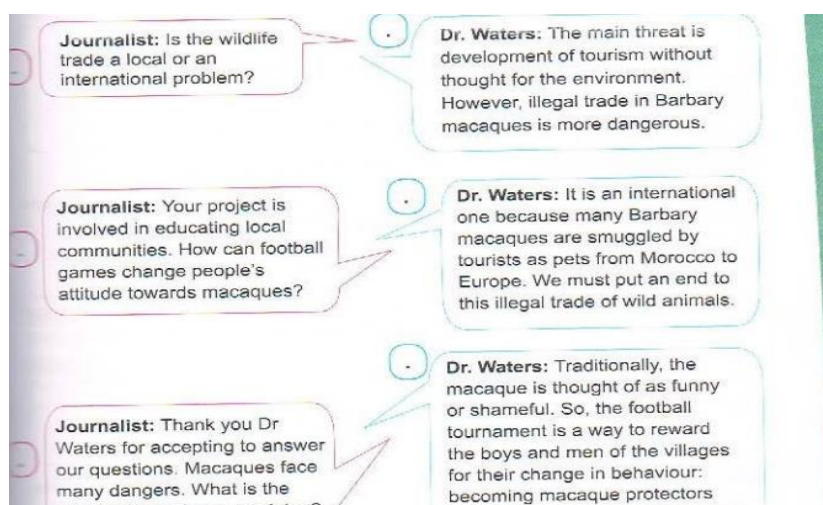 Journalist: Is the wildlife
trade a local or an
international problem?
Dr. Waters: The main threat is
development of tourism without
thought for the environment.
However, illegal trade in Barbary
macaques is more dangerous.
Journalist: Your project is
involved in educating local
communities. How can football
games change people's
attitude towards macaques?
Dr. Waters: It is an international
one because many Barbary
macaques are smuggled by
tourists as pets from Morocco to
Europe. We must put an end to
this illegal trade of wild animals.
Journalist: Thank you Dr
Waters for accepting to answer
our questions. Macaques face
many dangers. What is the
Dr. Waters: Traditionally, the
macaque is thought of as funny
or shameful. So, the football
tournament is a way to reward
the boys and men of the villages
for their change in behaviour:
becoming macaque protectors